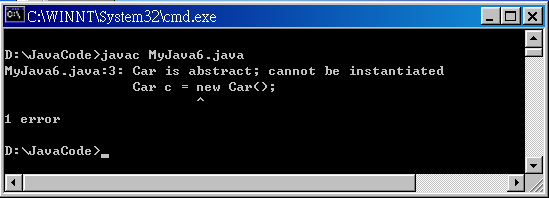 C:\WINNT\System32\cmd.exe
D:\JavaCode>javac MyJava6.java
MyJava6.java:3: Car is abstract; cannot be instantiated
                Car c = new Car();
                        ^
1 error
D:\JavaCode>_